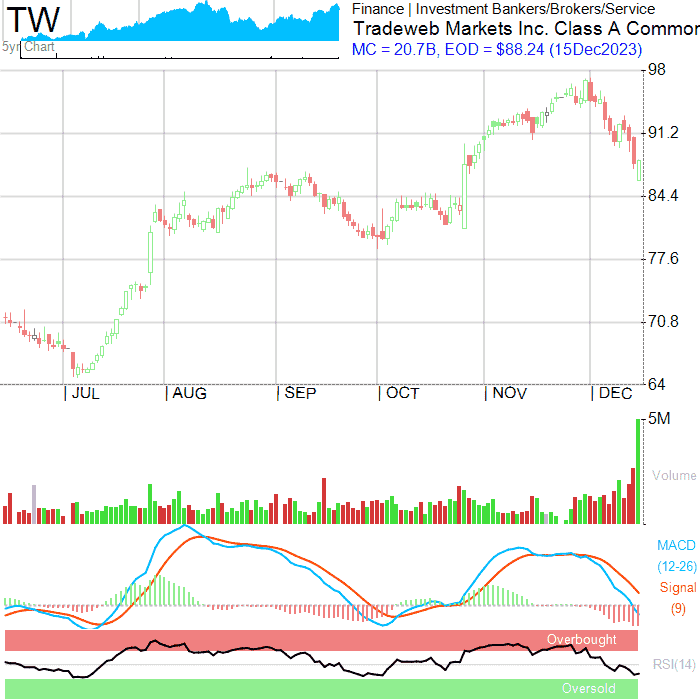 TW
5yr Chart
Finance | Investment Bankers/Brokers/Service
Tradeweb Markets Inc. Class A Common
MC = 20.7B, EOD = $88.24 (15Dec2023)
98
91.2
84.4
77.6
70.8
64
JUL
AUG
SEP
OCT
NOV
DEC
5M
Volume
MACD
(12-26)
Signal
(9)
Overbought
RSI(14)
Oversold